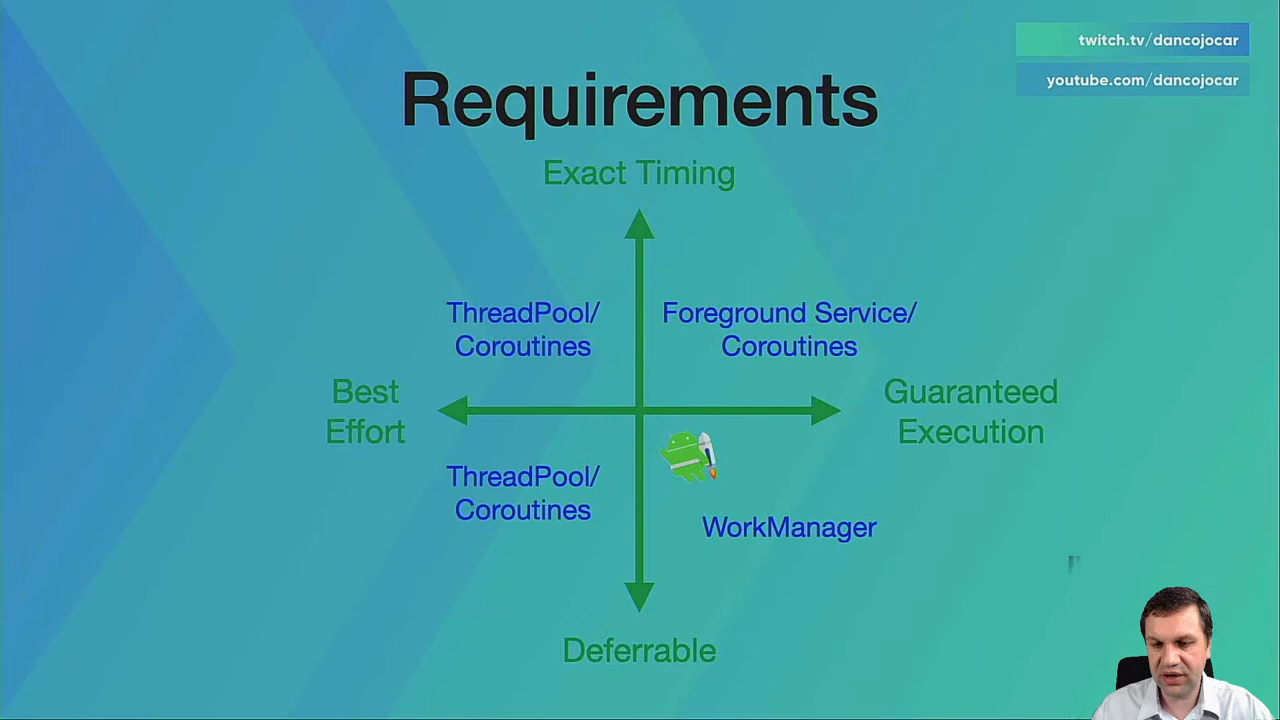 twitch.tv/dancojocar
youtube.com/dancojocar
Requirements
Exact Timing
ThreadPool/
Coroutines
Foreground Service/
Coroutines
Best
Effort
Guaranteed
Execution
ThreadPool/
Coroutines
WorkManager
Deferrable